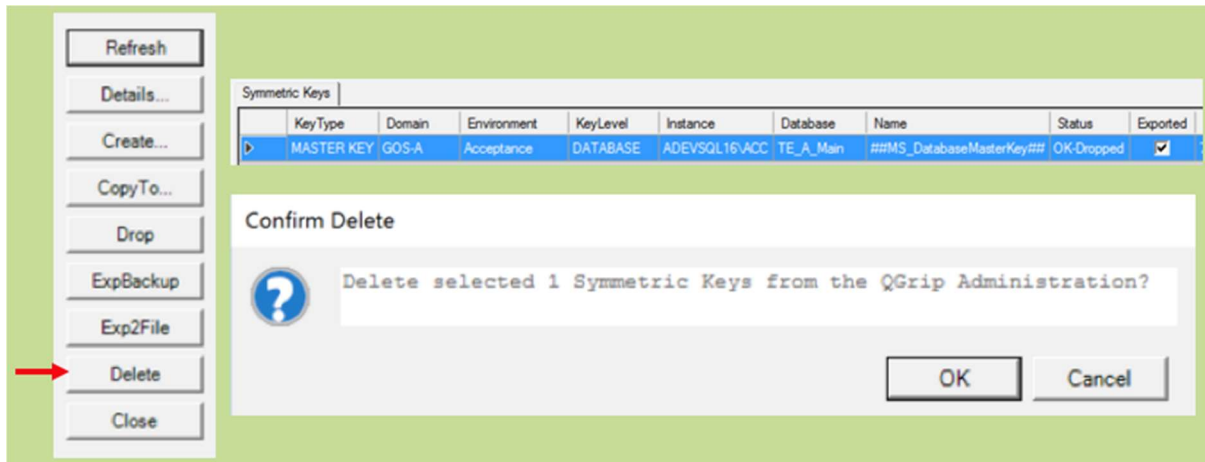 Refresh
Details...
Create...
CopyTo...
Drop
ExpBackup
Exp2File
Delete
Close
Symmetric Keys
KeyType Domain Environment KeyLevel Instance Database Name Status Exported
MASTER KEY GOS-A Acceptance DATABASE ADEVSQL16\ACC TE_A_Main ##MS_DatabaseMasterKey## OK-Dropped
Confirm Delete
Delete selected 1 Symmetric Keys from the QGrip Administration?
OK Cancel